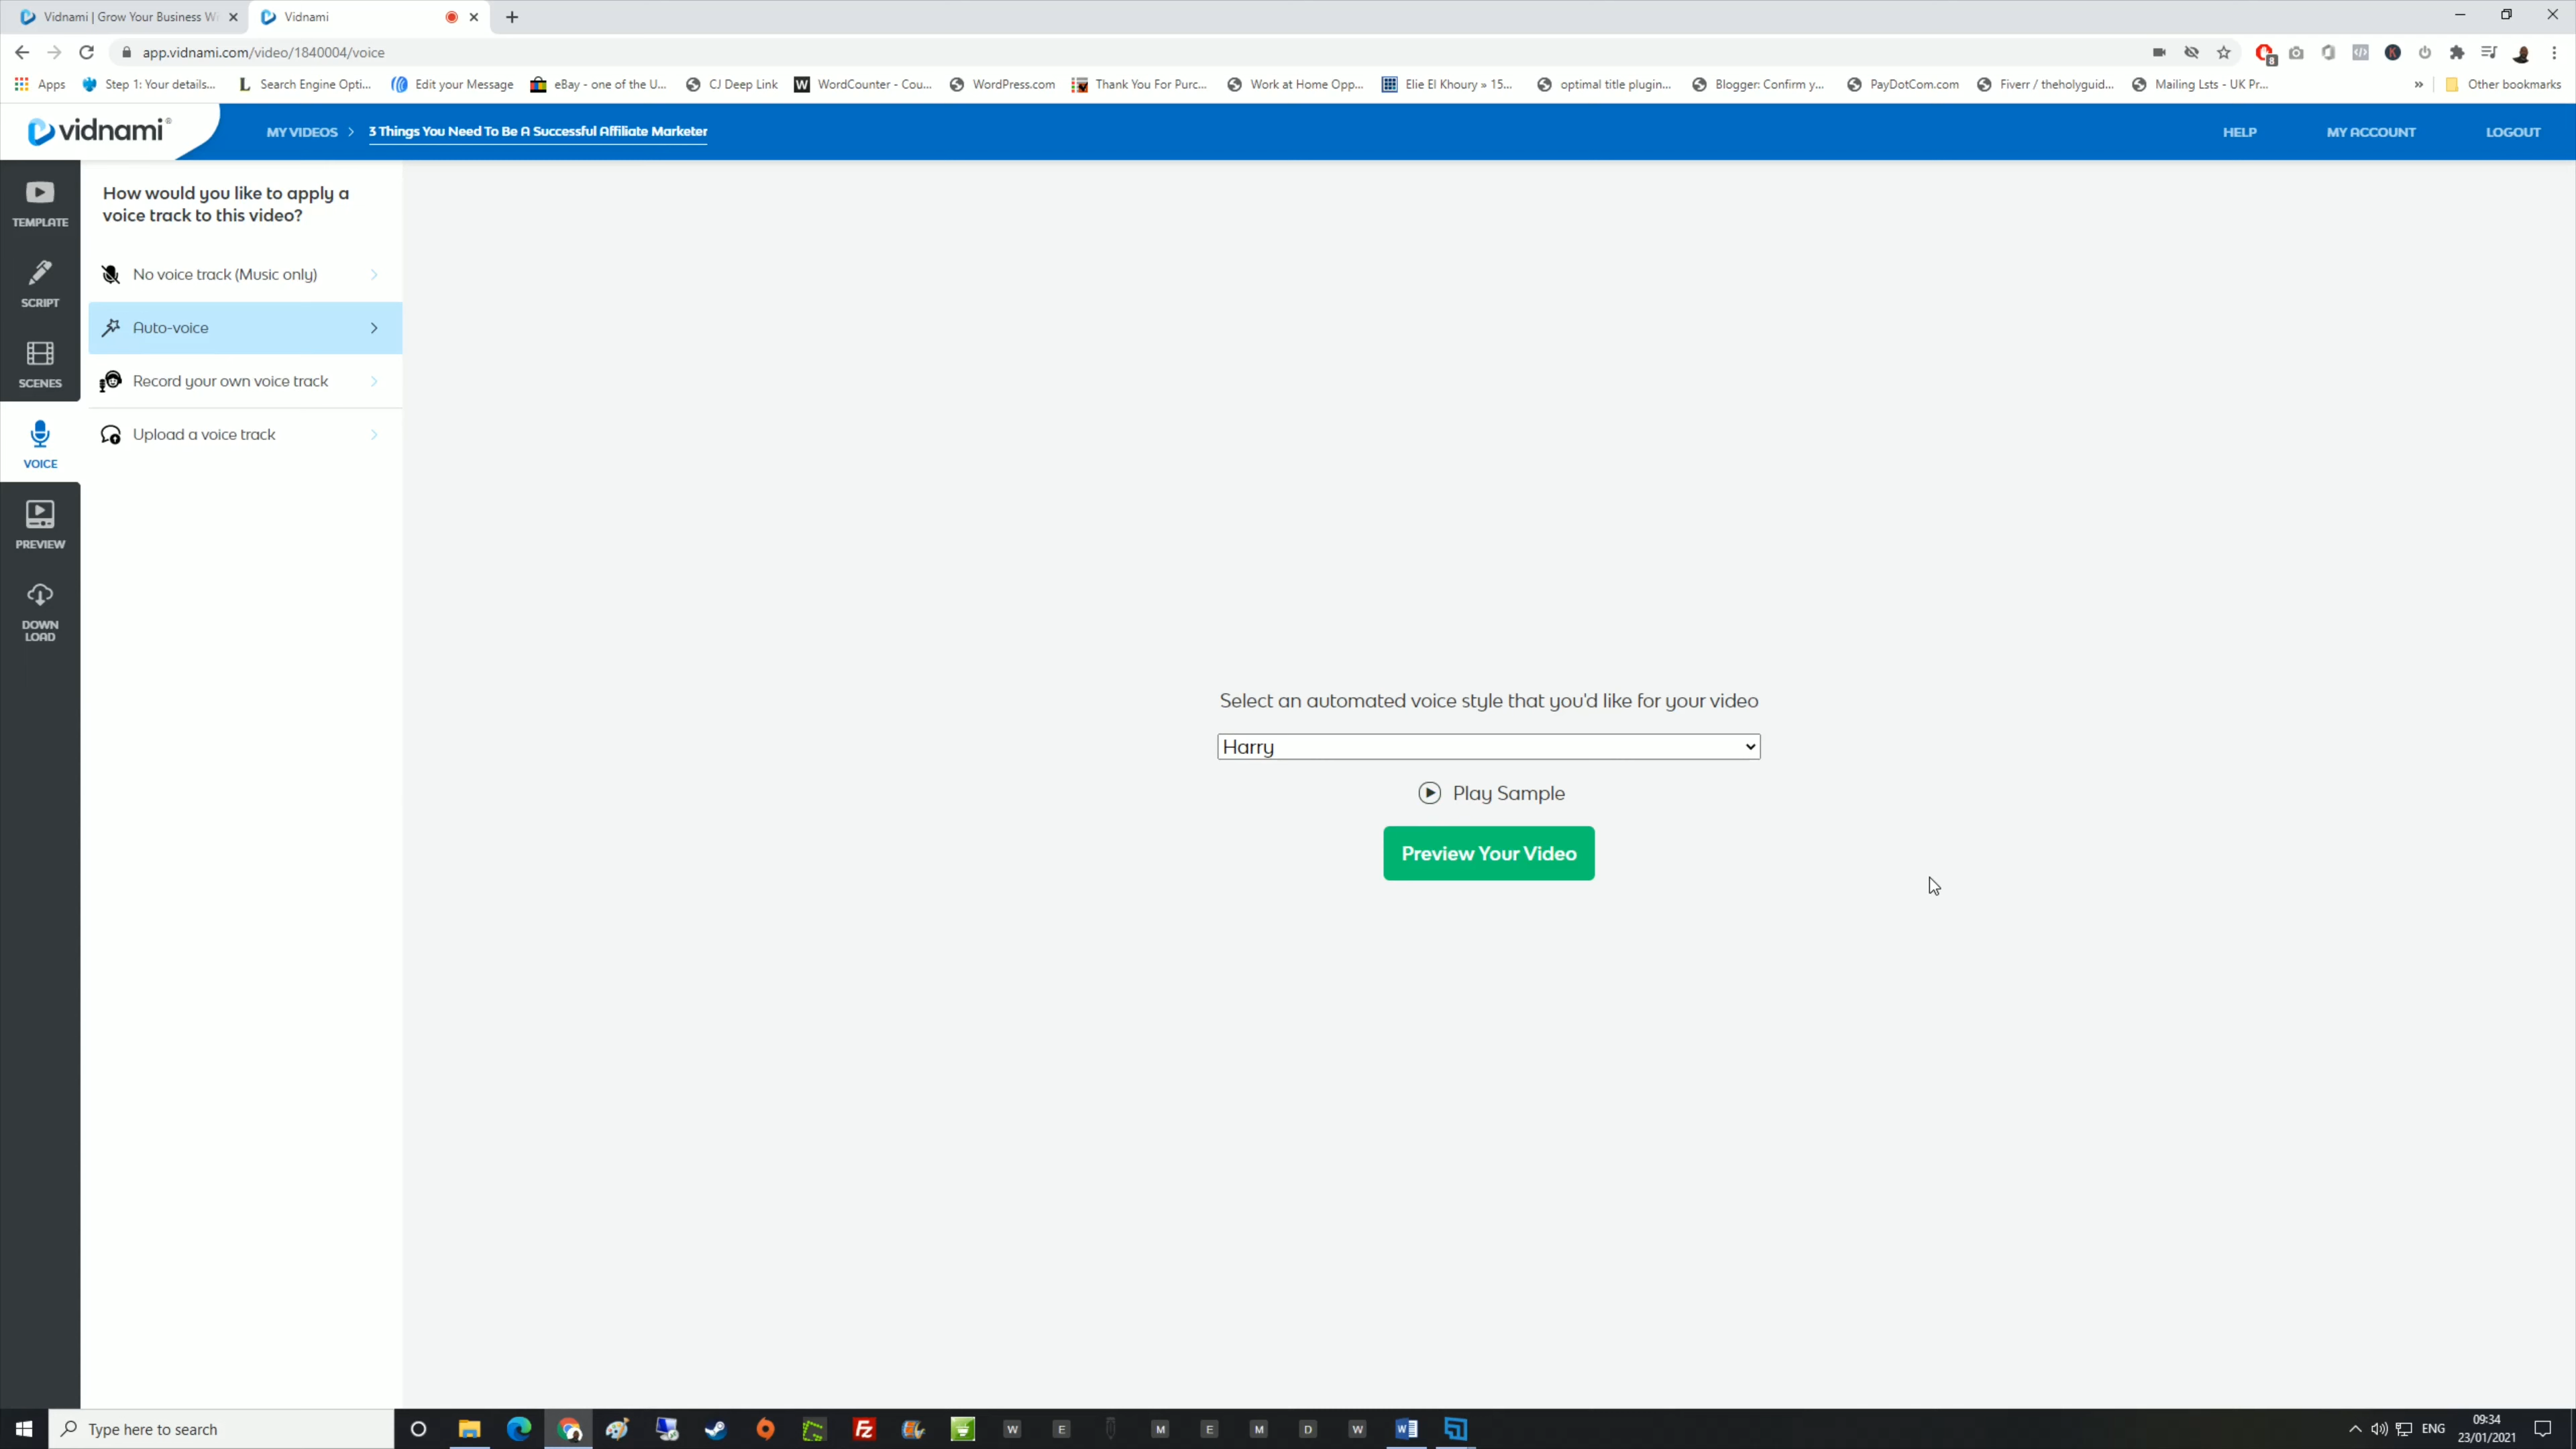 Vidnami | Grow Your Business Wi
Vidnami
app.vidnami.com/video/1840004/voice
8
Apps
Step 1: Your details...
Search Engine Opti...
Edit your Message
eBay - one of the U...
CJ Deep Link
WordCounter - Cou...
WordPress.com
Thank You For Purc...
Work at Home Opp...
Elie El Khoury » 15...
optimal title plugin...
Blogger: Confirm y...
PayDotCom.com
Fiverr / theholyguid...
Mailing Lsts - UK Pr...
»
Other bookmarks
vidnami®
MY VIDEOS >
3 Things You Need To Be A Successful Affiliate Marketer
HELP
MY ACCOUNT
LOGOUT
TEMPLATE
SCRIPT
SCENES
VOICE
PREVIEW
DOWN
LOAD
How would you like to apply a
voice track to this video?
No voice track (Music only)
Auto-voice
Record your own voice track
Upload a voice track
Select an automated voice style that you'd like for your video
Harry
Play Sample
Preview Your Video
Type here to search
W
E
M
E
M
D
W
ENG
09:34
23/01/2021